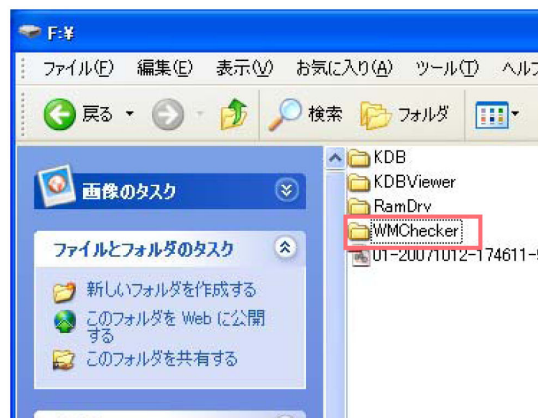 F:¥
ファイル(F) 編集(E) 表示(V) お気に入り(A) ツール(T) ヘルプ
戻る 検索 フォルダ
画像のタスク
ファイルとフォルダのタスク
新しいフォルダを作成する
このフォルダを Web に公開
する
このフォルダを共有する
KDB
KDBViewer
RamDrv
WMChecker
01-20071012-174611-